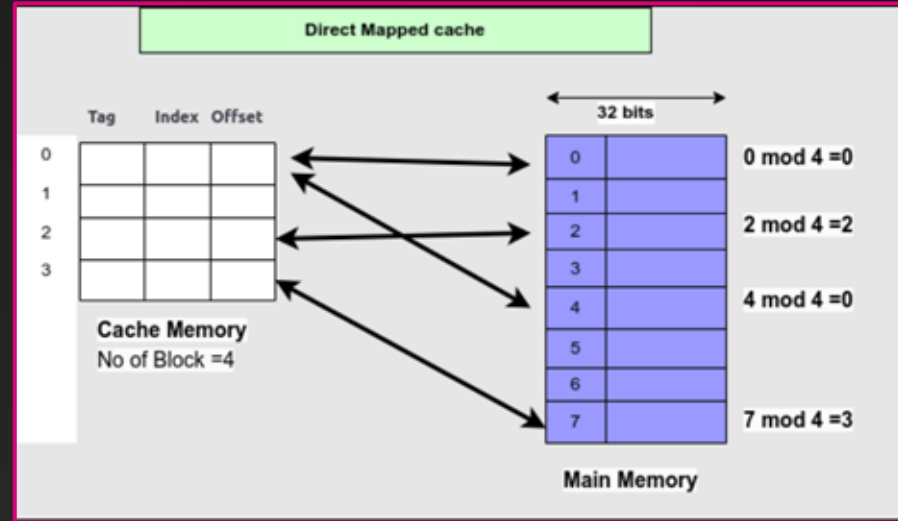 Direct Mapped cache
Tag Index Offset
0
1
2
3
Cache Memory
No of Block =4
32 bits
0
1
2
3
4
5
6
7
0 mod 4 =0
2 mod 4 =2
4 mod 4 =0
7 mod 4 =3
Main Memory